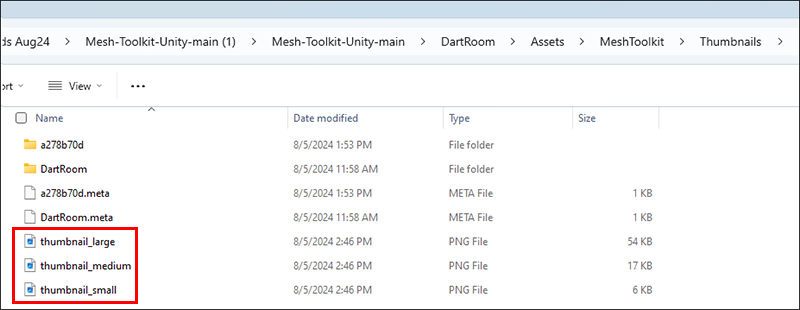 ds Aug24 > Mesh-Toolkit-Unity-main (1) > Mesh-Toolkit-Unity-main > DartRoom > Assets > MeshToolkit > Thumbnails >
ort View ...
Name Date modified Type Size
a278b70d 8/5/2024 1:53 PM File folder
DartRoom 8/5/2024 11:58 AM File folder
a278b70d.meta 8/5/2024 1:53 PM META File 1 KB
DartRoom.meta 8/5/2024 11:58 AM META File 1 KB
thumbnail_large 8/5/2024 2:46 PM PNG File 54 KB
thumbnail_medium 8/5/2024 2:46 PM PNG File 17 KB
thumbnail_small 8/5/2024 2:46 PM PNG File 6 KB